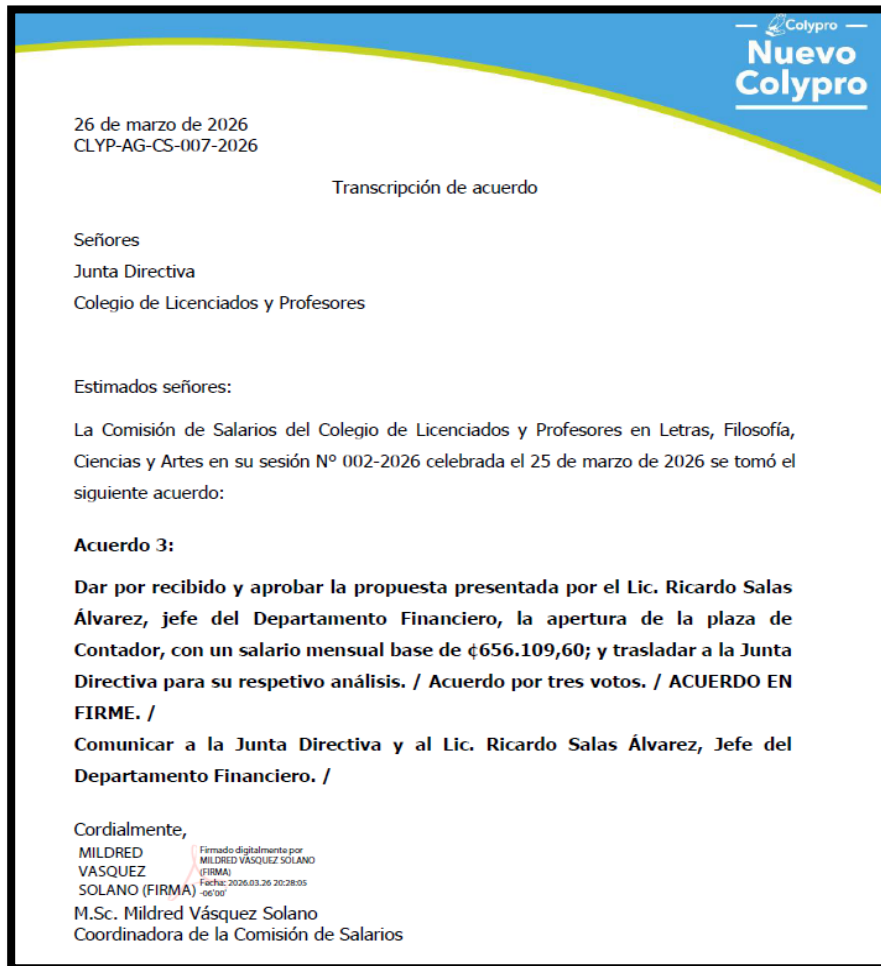 Colypro
Nuevo
Colypro
26 de marzo de 2026
CLYP-AG-CS-007-2026
Transcripción de acuerdo
Señores
Junta Directiva
Colegio de Licenciados y Profesores
Estimados señores:
La Comisión de Salarios del Colegio de Licenciados y Profesores en Letras, Filosofía,
Ciencias y Artes en su sesión Nº 002-2026 celebrada el 25 de marzo de 2026 se tomó el
siguiente acuerdo:
Acuerdo 3:
Dar por recibido y aprobar la propuesta presentada por el Lic. Ricardo Salas
Álvarez, jefe del Departamento Financiero, la apertura de la plaza de
Contador, con un salario mensual base de ¢656.109,60; y trasladar a la Junta
Directiva para su respetivo análisis. / Acuerdo por tres votos. / ACUERDO EN
FIRME. /
Comunicar a la Junta Directiva y al Lic. Ricardo Salas Álvarez, Jefe del
Departamento Financiero. /
Cordialmente,
MILDRED
VASQUEZ
SOLANO (FIRMA)
Firmado digitalmente por
MILDRED VASQUEZ SOLANO
(FIRMA)
Fecha: 2026.03.26 20:28:05
-06'00'
M.Sc. Mildred Vásquez Solano
Coordinadora de la Comisión de Salarios